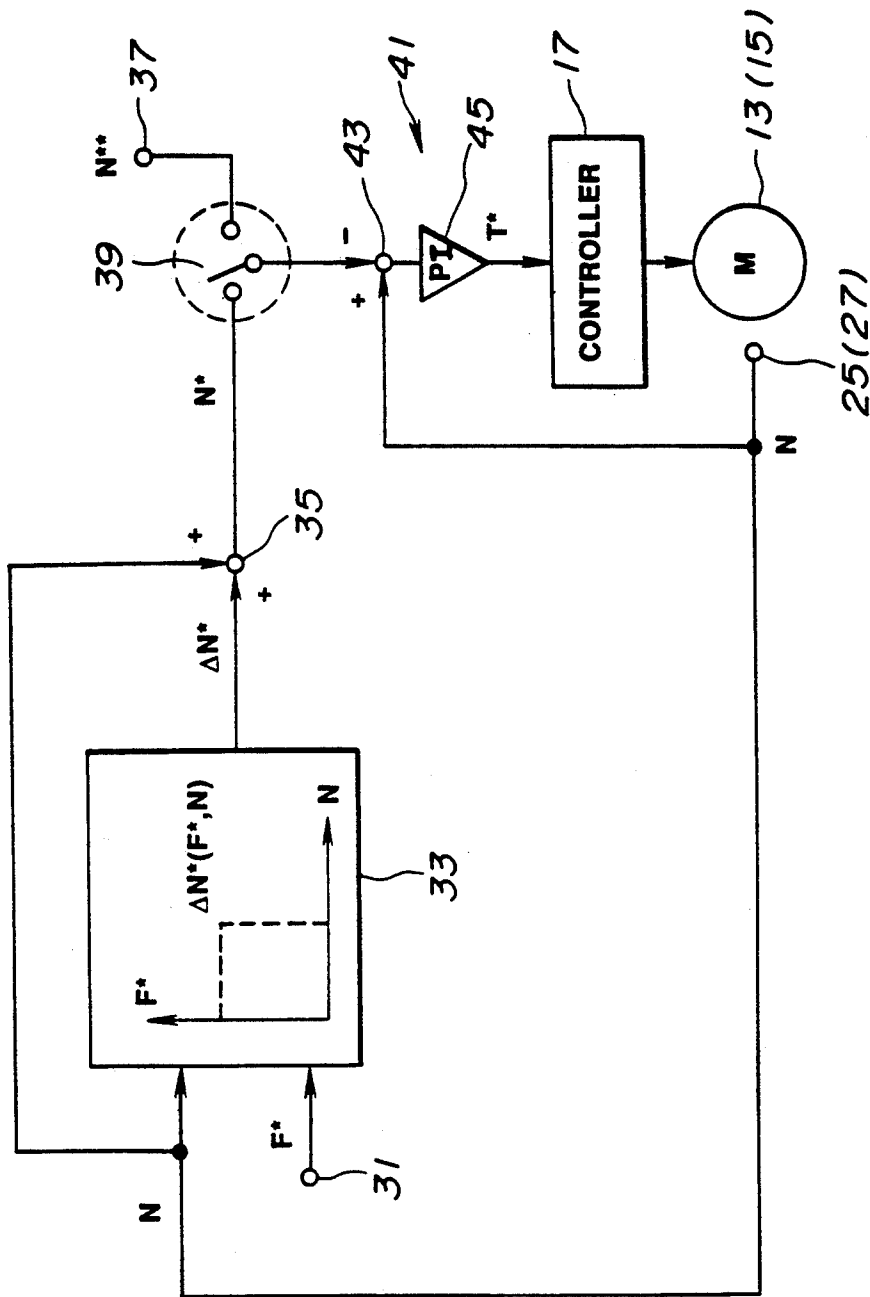 N**
37
39
N*
−
+
43
41
PI
45
T*
CONTROLLER
17
M
13(15)
25(27)
N
+
+
35
ΔN*
F*
ΔN*(F*,N)
N
33
N
F*
31